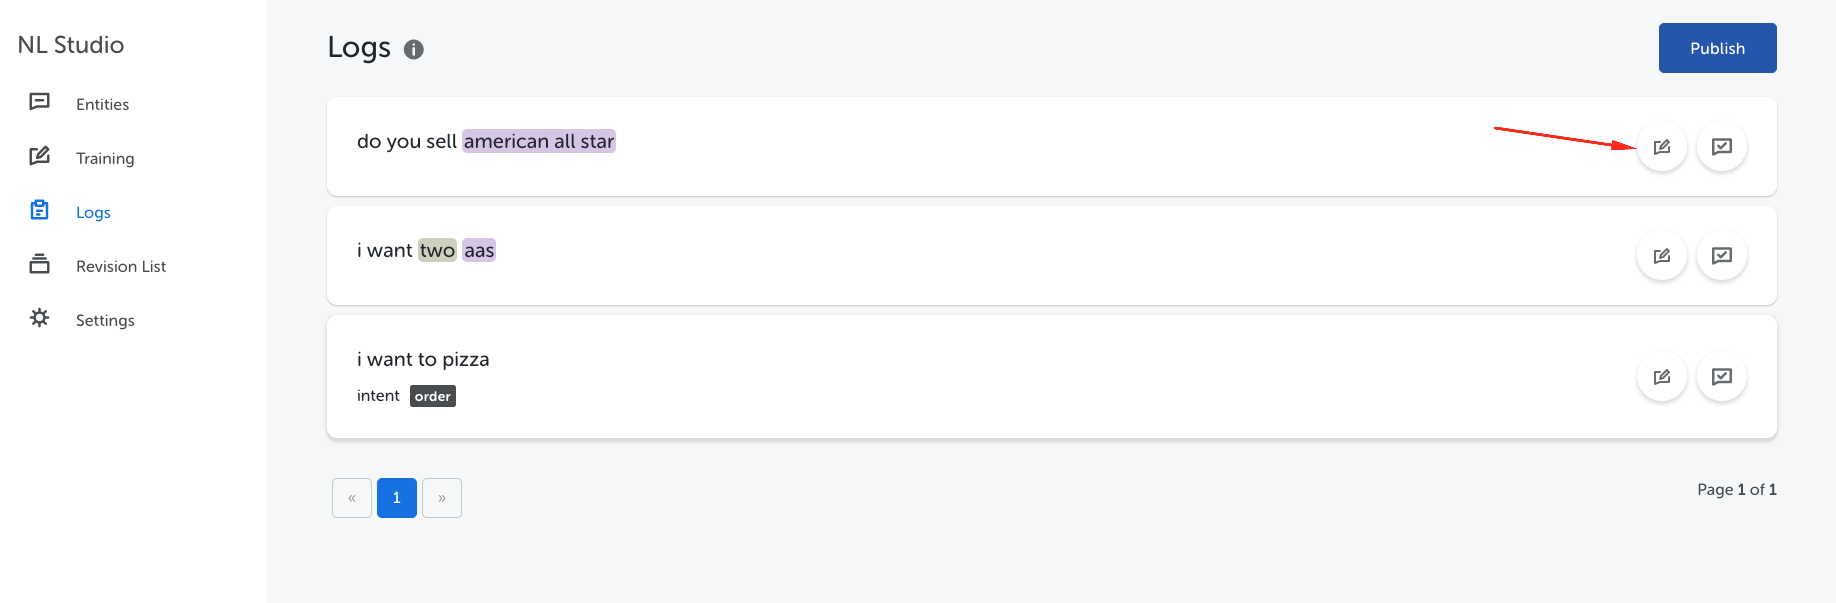 NL Studio
Entities
Training
Logs
Revision List
Settings
Logs
Publish
do you sell american all star
i want two aas
i want to pizza
intent order
« 1 »
Page 1 of 1